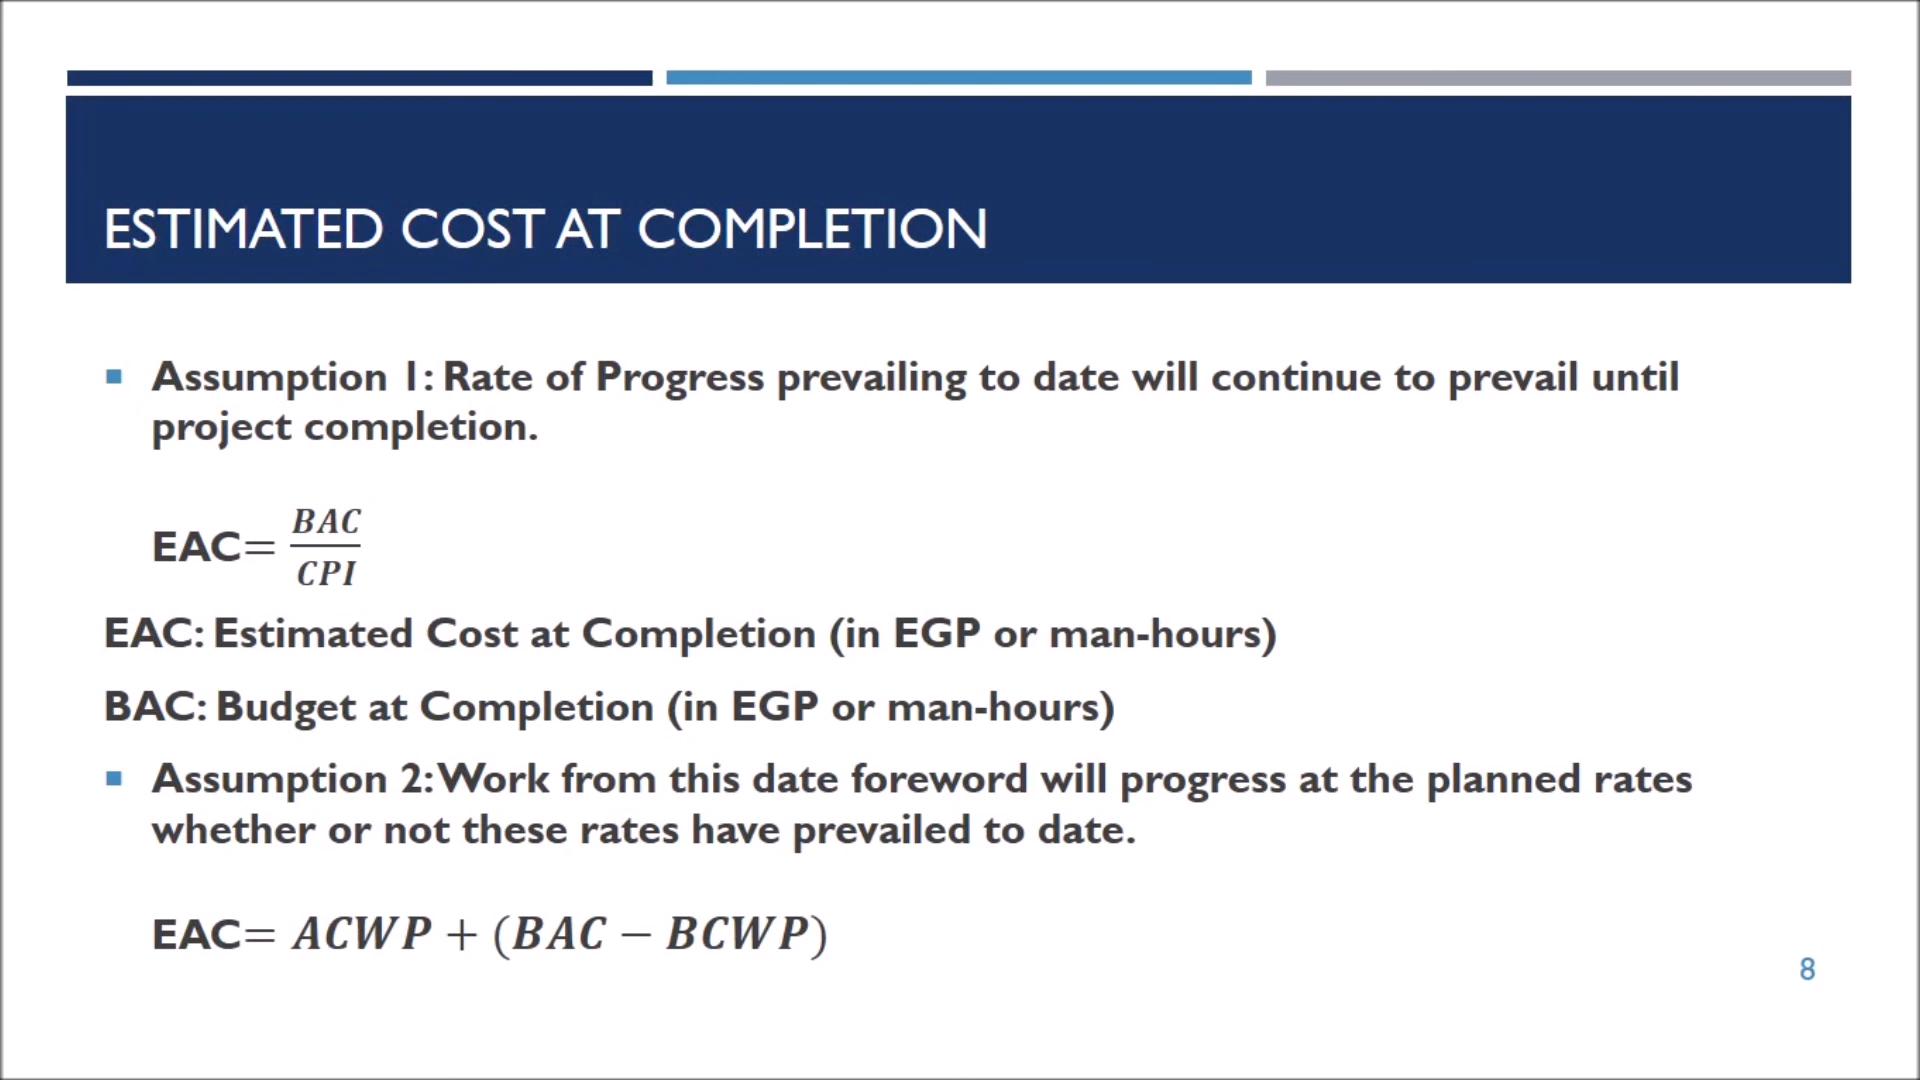 ESTIMATED COST AT COMPLETION
▪ Assumption 1: Rate of Progress prevailing to date will continue to prevail until
project completion.
EAC= BAC/CPI
EAC: Estimated Cost at Completion (in EGP or man-hours)
BAC: Budget at Completion (in EGP or man-hours)
▪ Assumption 2: Work from this date foreword will progress at the planned rates
whether or not these rates have prevailed to date.
EAC= ACWP + (BAC − BCWP)
8